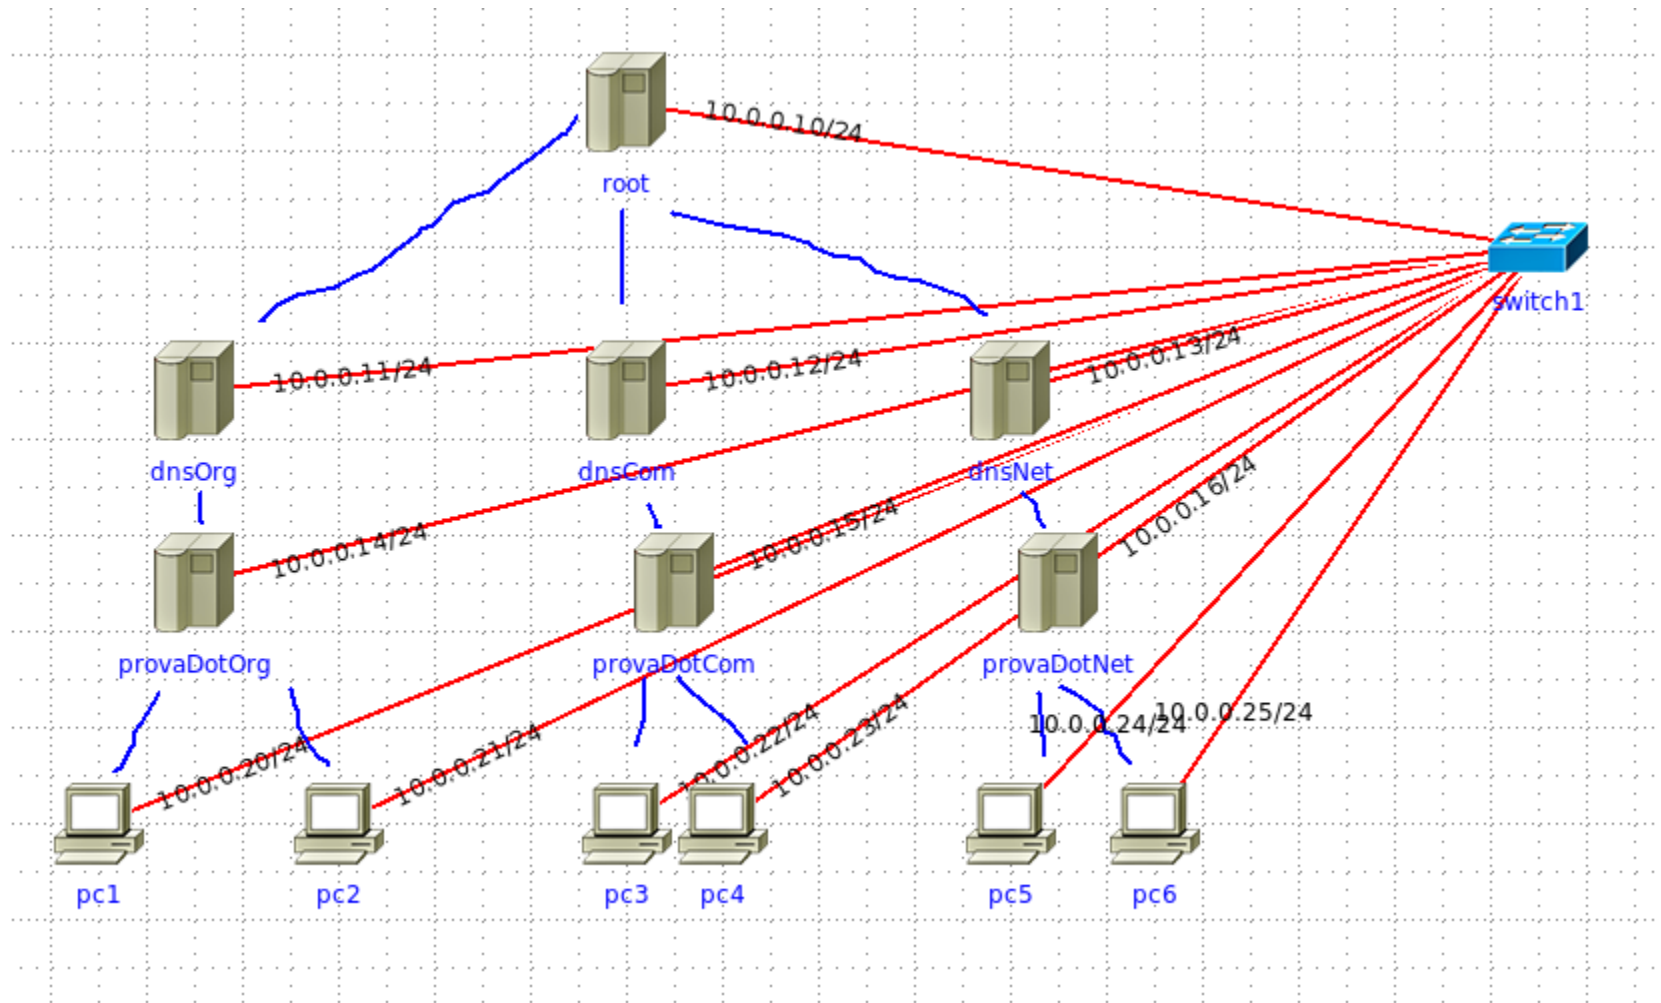 10.0.0.10/24
root
switch1
10.0.0.11/24
10.0.0.12/24
10.0.0.13/24
dnsOrg
dnsCom
dnsNet
10.0.0.14/24
10.0.0.15/24
10.0.0.16/24
provaDotOrg
provaDotCom
provaDotNet
10.0.0.20/24
10.0.0.21/24
10.0.0.22/24
10.0.0.23/24
10.0.0.24/24
10.0.0.25/24
pc1
pc2
pc3
pc4
pc5
pc6